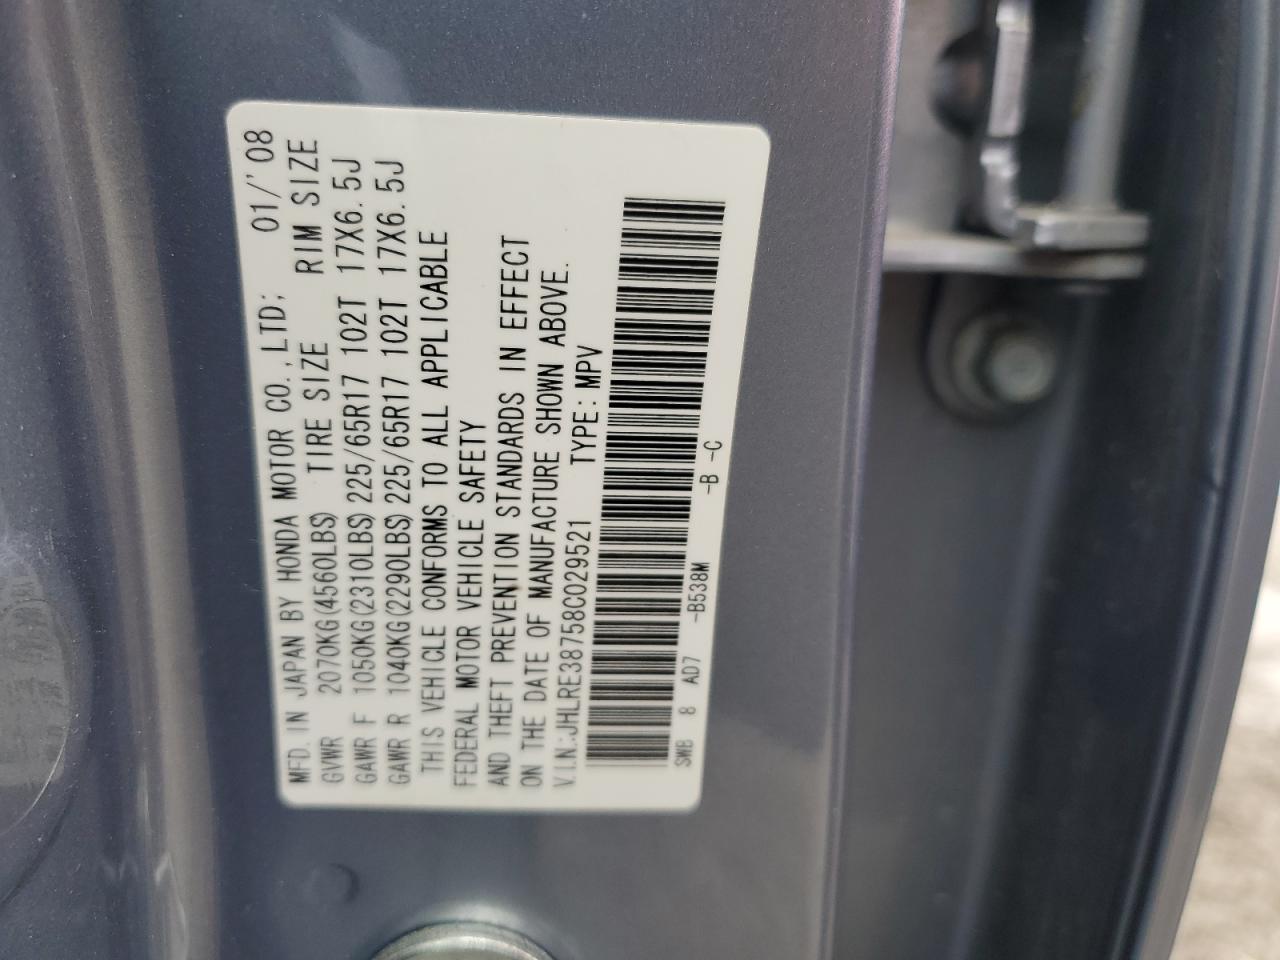 MFD. IN JAPAN BY HONDA MOTOR CO., LTD; 01/'08
GVWR 2070KG(4560LBS) TIRE SIZE RIM SIZE
GAWR F 1050KG(2310LBS) 225/65R17 102T 17X6.5J
GAWR R 1040KG(2290LBS) 225/65R17 102T 17X6.5J
THIS VEHICLE CONFORMS TO ALL APPLICABLE
FEDERAL MOTOR VEHICLE SAFETY
AND THEFT PREVENTION STANDARDS IN EFFECT
ON THE DATE OF MANUFACTURE SHOWN ABOVE.
V.I.N.:JHLRE38758C029521 TYPE: MPV
SWB 8 AD7 -B538M -B -C